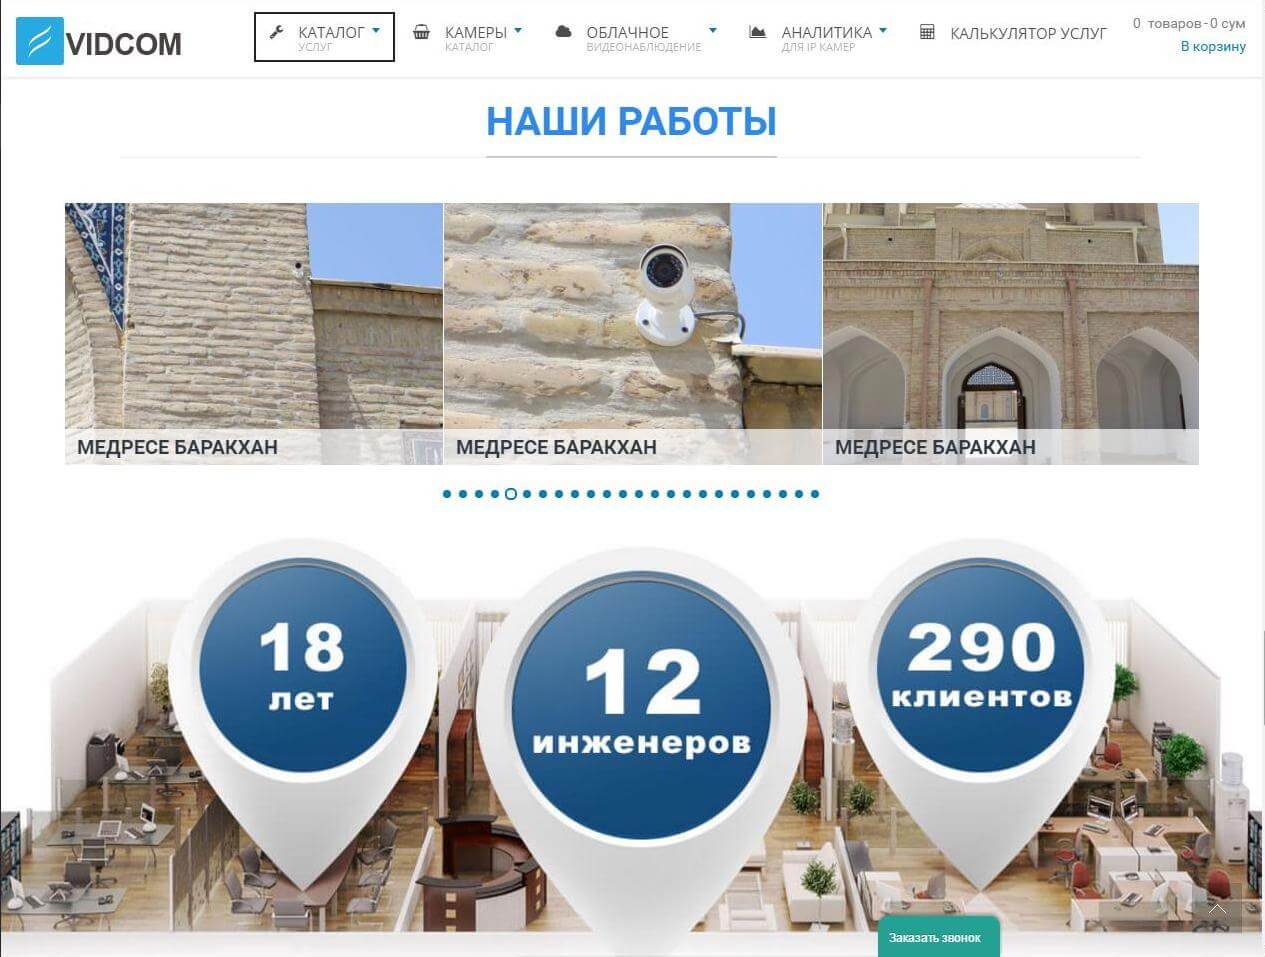 VIDCOM
КАТАЛОГ
УСЛУГ
КАМЕРЫ
КАТАЛОГ
ОБЛАЧНОЕ
ВИДЕОНАБЛЮДЕНИЕ
АНАЛИТИКА
ДЛЯ IP КАМЕР
КАЛЬКУЛЯТОР УСЛУГ
0 товаров - 0 сум
В корзину
НАШИ РАБОТЫ
МЕДРЕСЕ БАРАКХАН
МЕДРЕСЕ БАРАКХАН
МЕДРЕСЕ БАРАКХАН
18
лет
12
инженеров
290
клиентов
Заказать звонок